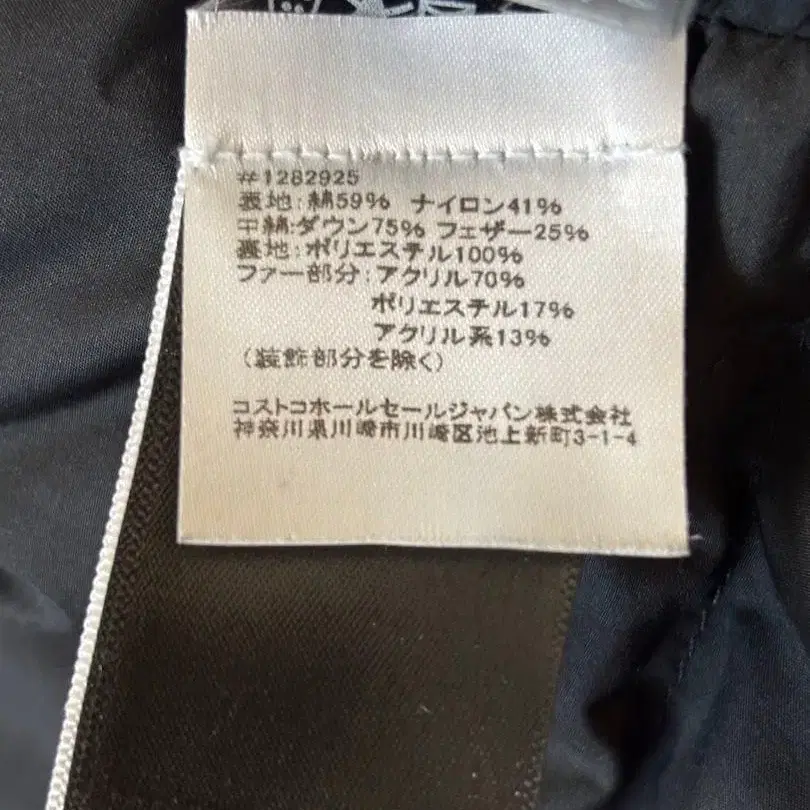 #1282925
表地:綿59% ナイロン41%
中綿:ダウン75% フェザー25%
裏地:ポリエステル100%
ファー部分:アクリル70%
ポリエステル17%
アクリル系13%
(装飾部分を除く)
コストコホールセールジャパン株式会社
神奈川県川崎市川崎区池上新町3-1-4